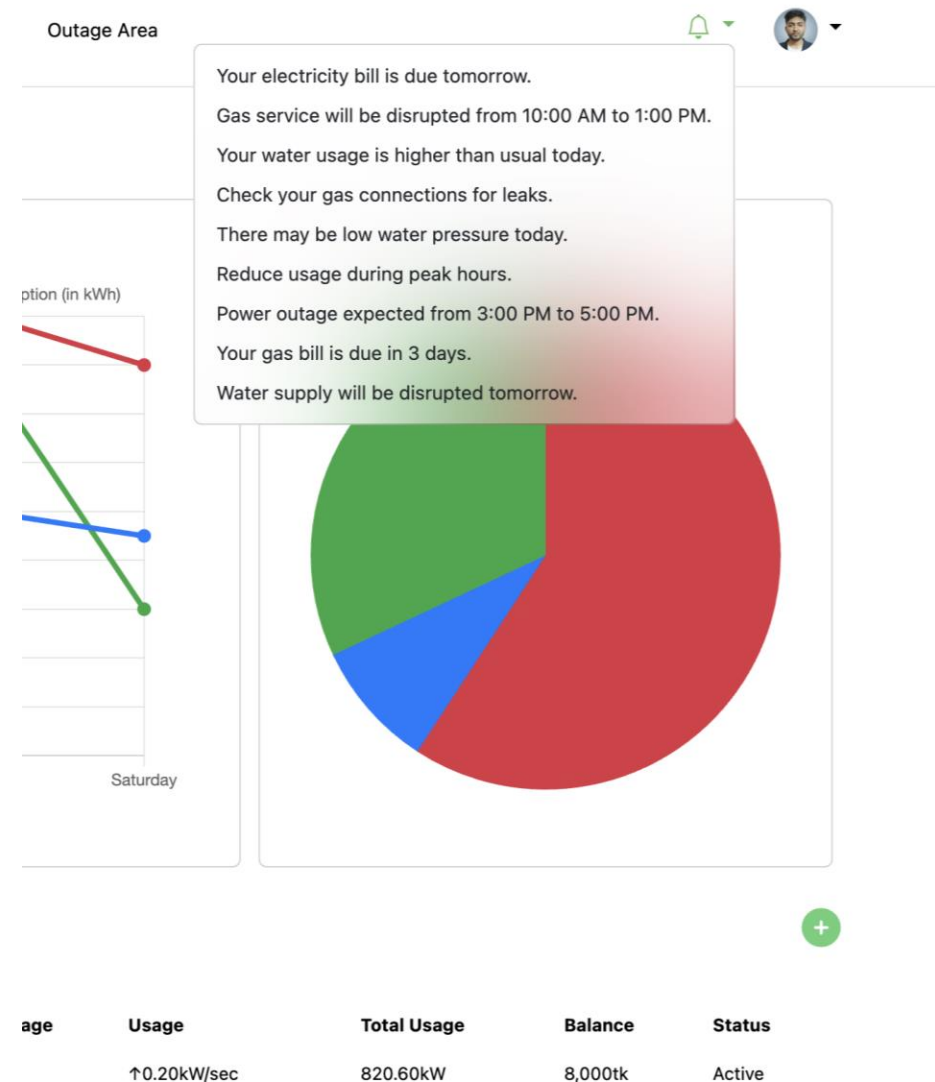 Outage Area
Your electricity bill is due tomorrow.
Gas service will be disrupted from 10:00 AM to 1:00 PM.
Your water usage is higher than usual today.
Check your gas connections for leaks.
There may be low water pressure today.
Reduce usage during peak hours.
Power outage expected from 3:00 PM to 5:00 PM.
Your gas bill is due in 3 days.
Water supply will be disrupted tomorrow.
ption (in kWh)
Saturday
+
age Usage Total Usage Balance Status
↑0.20kW/sec 820.60kW 8,000tk Active